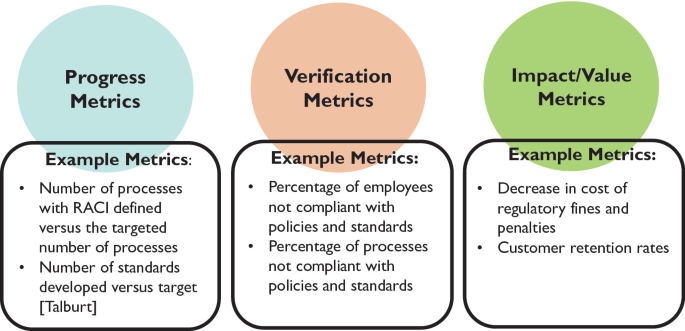 Progress
Metrics
Example Metrics:
• Number of processes
with RACI defined
versus the targeted
number of processes
• Number of standards
developed versus target
[Talburt]
Verification
Metrics
Example Metrics:
• Percentage of employees
not compliant with
policies and standards
• Percentage of processes
not compliant with
policies and standards
Impact/Value
Metrics
Example Metrics:
• Decrease in cost of
regulatory fines and
penalties
• Customer retention rates